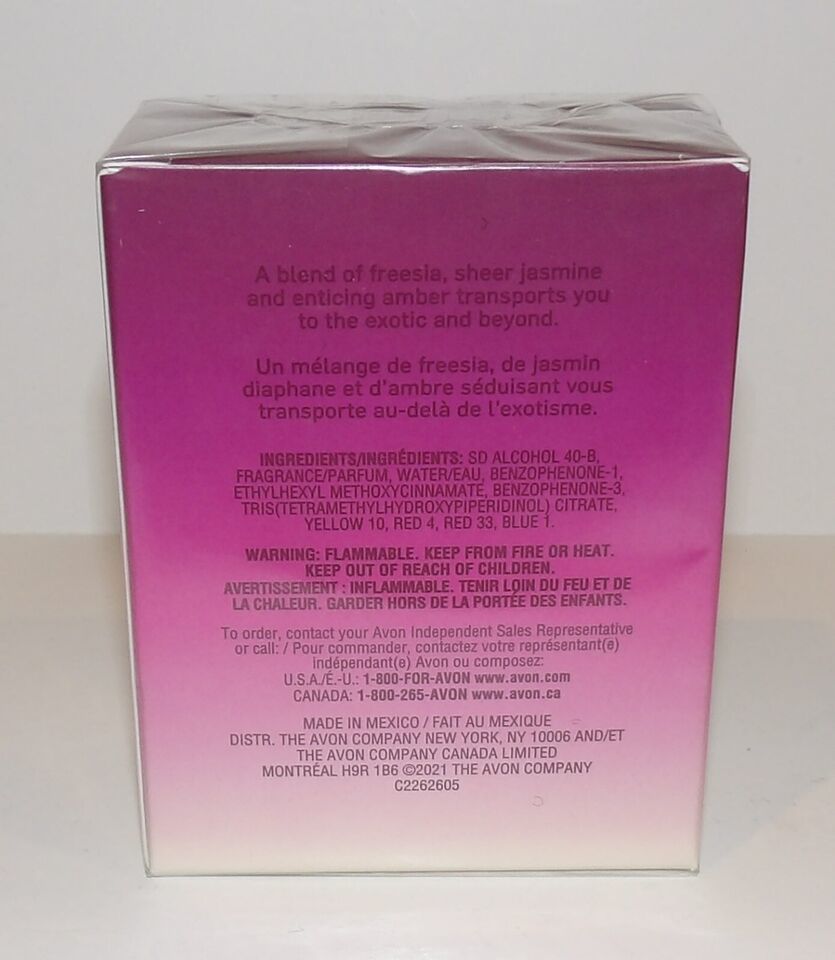 A blend of freesia, sheer jasmine
and enticing amber transports you
to the exotic and beyond.
Un mélange de freesia, de jasmin
diaphane et d'ambre séduisant vous
transporte au-delà de l'exotisme.
INGREDIENTS/INGRÉDIENTS: SD ALCOHOL 40-B,
FRAGRANCE/PARFUM, WATER/EAU, BENZOPHENONE-1,
ETHYLHEXYL METHOXYCINNAMATE, BENZOPHENONE-3,
TRIS(TETRAMETHYLHYDROXYPIPERIDINOL) CITRATE,
YELLOW 10, RED 4, RED 33, BLUE 1.
WARNING: FLAMMABLE. KEEP FROM FIRE OR HEAT.
KEEP OUT OF REACH OF CHILDREN.
AVERTISSEMENT : INFLAMMABLE. TENIR LOIN DU FEU ET DE
LA CHALEUR. GARDER HORS DE LA PORTÉE DES ENFANTS.
To order, contact your Avon Independent Sales Representative
or call: / Pour commander, contactez votre représentant(e)
indépendant(e) Avon ou composez:
U.S.A./É.-U.: 1-800-FOR-AVON www.avon.com
CANADA: 1-800-265-AVON www.avon.ca
MADE IN MEXICO / FAIT AU MEXIQUE
DISTR. THE AVON COMPANY NEW YORK, NY 10006 AND/ET
THE AVON COMPANY CANADA LIMITED
MONTRÉAL H9R 1B6 ©2021 THE AVON COMPANY
C2262605